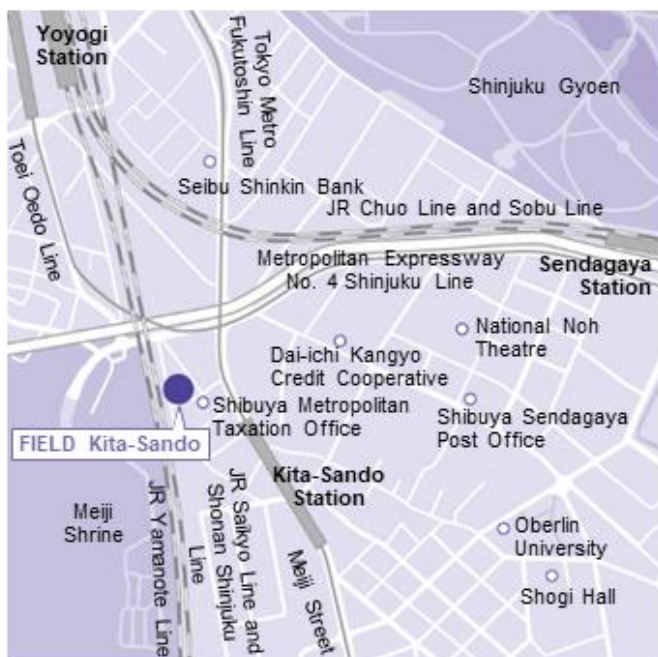 Yoyogi
Station
Tokyo Metro
Fukutoshin Line
Shinjuku Gyoen
Toei Oedo Line
Seibu Shinkin Bank
JR Chuo Line and Sobu Line
Metropolitan Expressway
No. 4 Shinjuku Line
Sendagaya
Station
National Noh
Theatre
Dai-ichi Kangyo
Credit Cooperative
Shibuya Metropolitan
Taxation Office
Shibuya Sendagaya
Post Office
FIELD Kita-Sando
Kita-Sando
Station
Meiji
Shrine
JR Yamanote Line
JR Saikyo Line and
Shonan Shinjuku
Line
Meiji Street
Oberlin
University
Shogi Hall